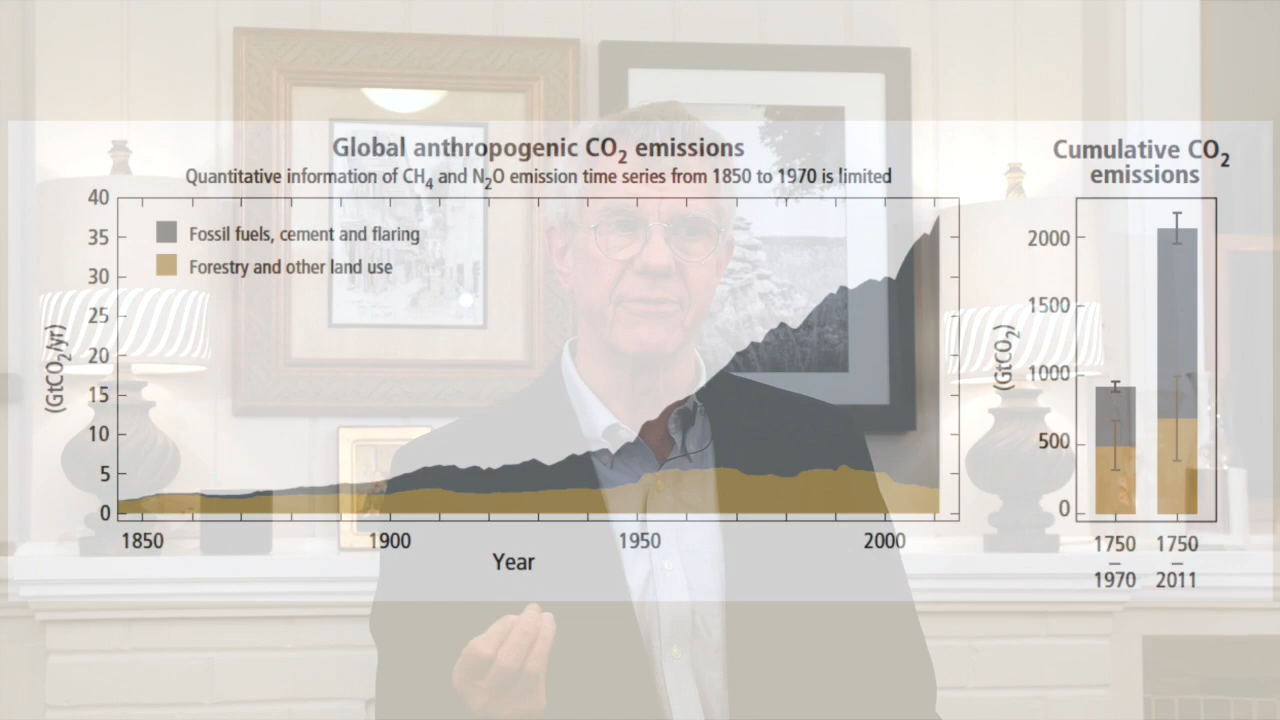 Global anthropogenic CO2 emissions
Quantitative information of CH4 and N2O emission time series from 1850 to 1970 is limited
40
35
30
25
20
15
10
5
0
(GtCO2/yr)
Fossil fuels, cement and flaring
Forestry and other land use
1850 1900 1950 2000
Year
Cumulative CO2
emissions
2000
1500
1000
500
0
(GtCO2)
1750 1750
– –
1970 2011